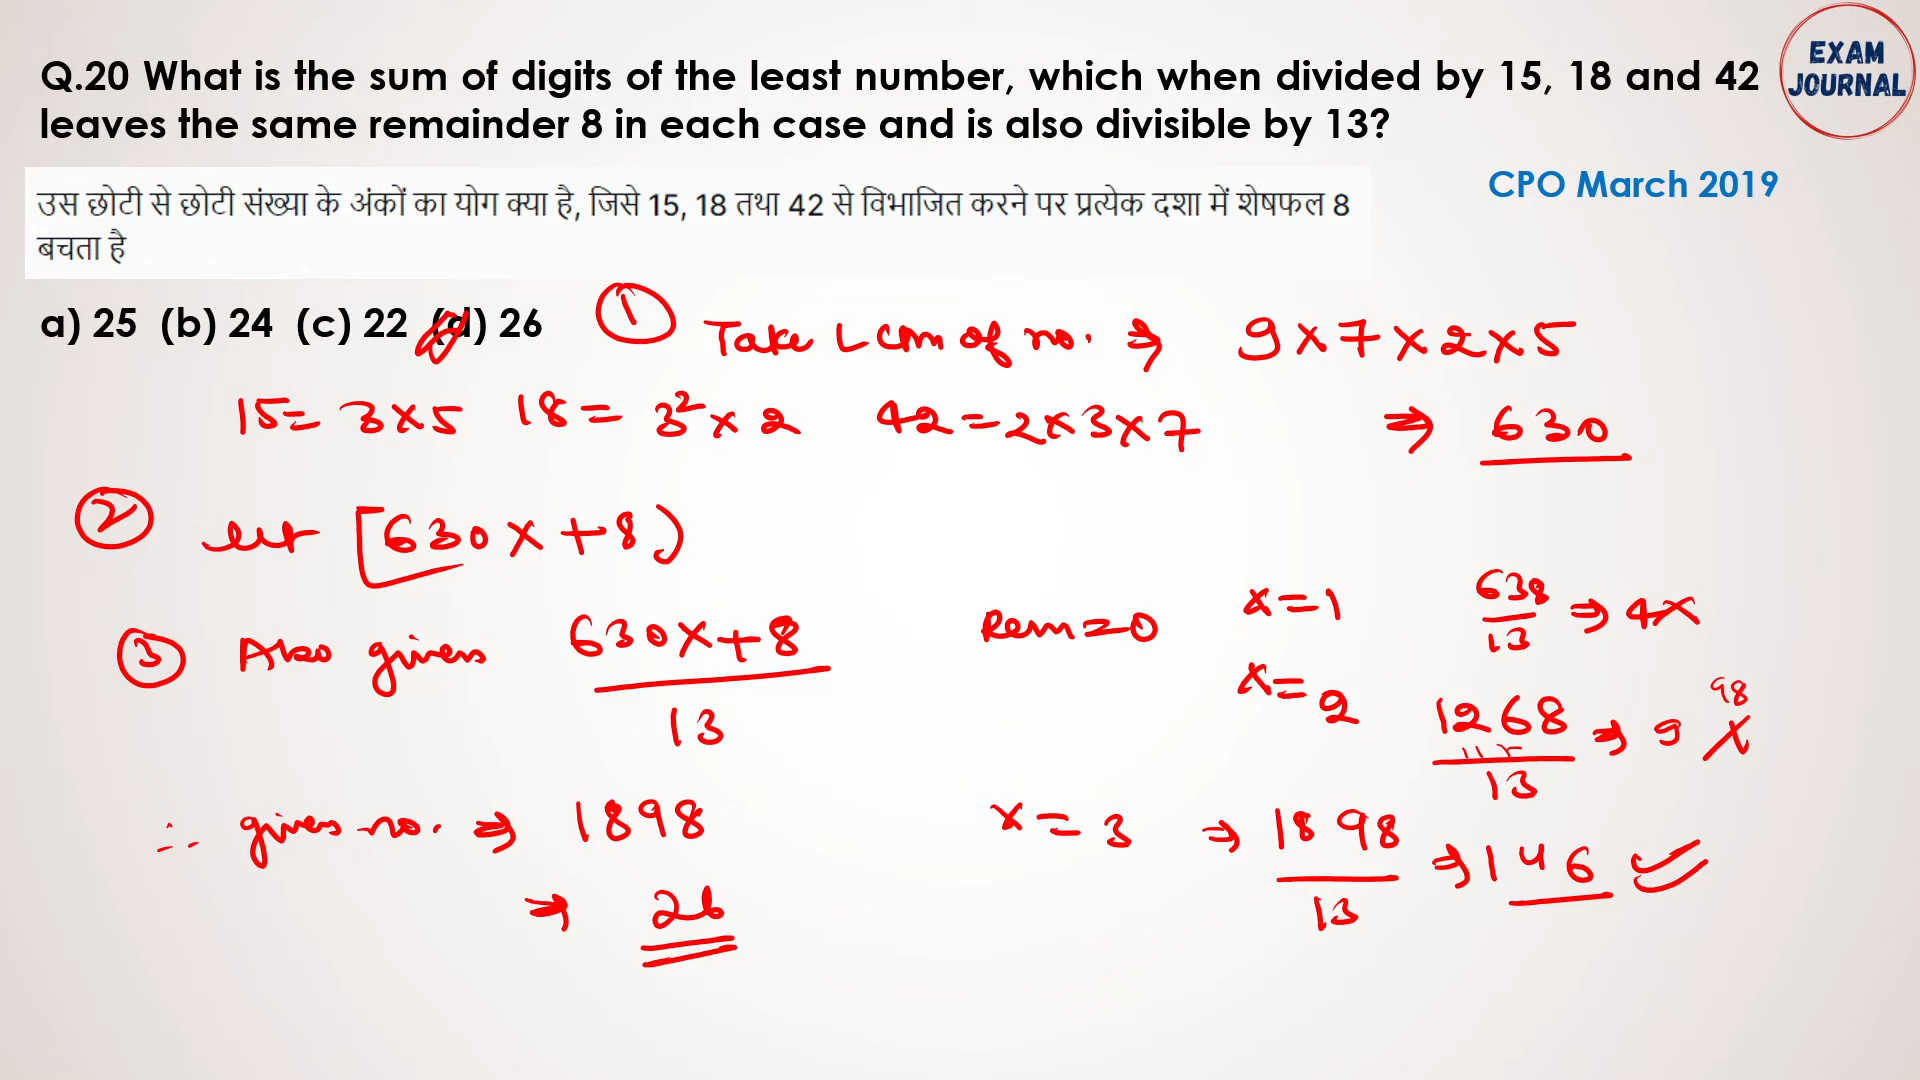 Q.20 What is the sum of digits of the least number, which when divided by 15, 18 and 42
leaves the same remainder 8 in each case and is also divisible by 13?
EXAM
JOURNAL
CPO March 2019
उस छोटी से छोटी संख्या के अंकों का योग क्या है, जिसे 15, 18 तथा 42 से विभाजित करने पर प्रत्येक दशा में शेषफल 8
बचता है
a) 25 (b) 24 (c) 22 (d) 26
① Take LCM of no. ⇒ 9×7×2×5
15= 3×5 18= 3²×2 42=2×3×7 ⇒ 630
② let [630x+8)
③ Also given 630x+8 / 13 Rem=0
x=1 638/13 ⇒ 4x
x=2 1268/13 ⇒ 9 x 98
∴ given no. ⇒ 1898
x=3 ⇒ 1898/13 ⇒ 146 ✓
⇒ 26